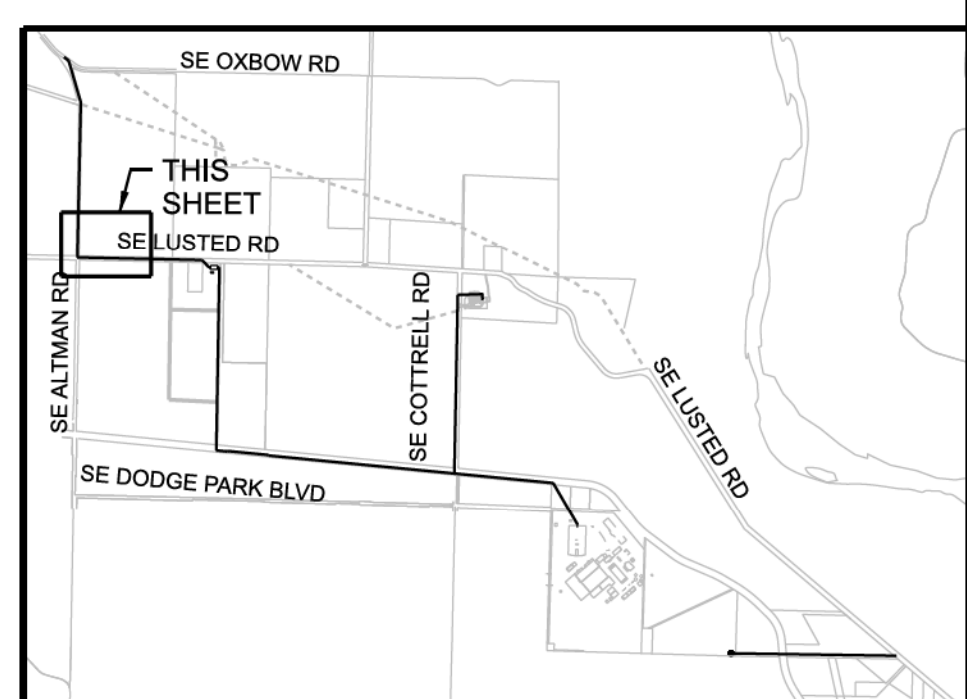 SE OXBOW RD
THIS
SHEET
SE LUSTED RD
SE ALTMAN RD
SE COTTRELL RD
SE LUSTED RD
SE DODGE PARK BLVD